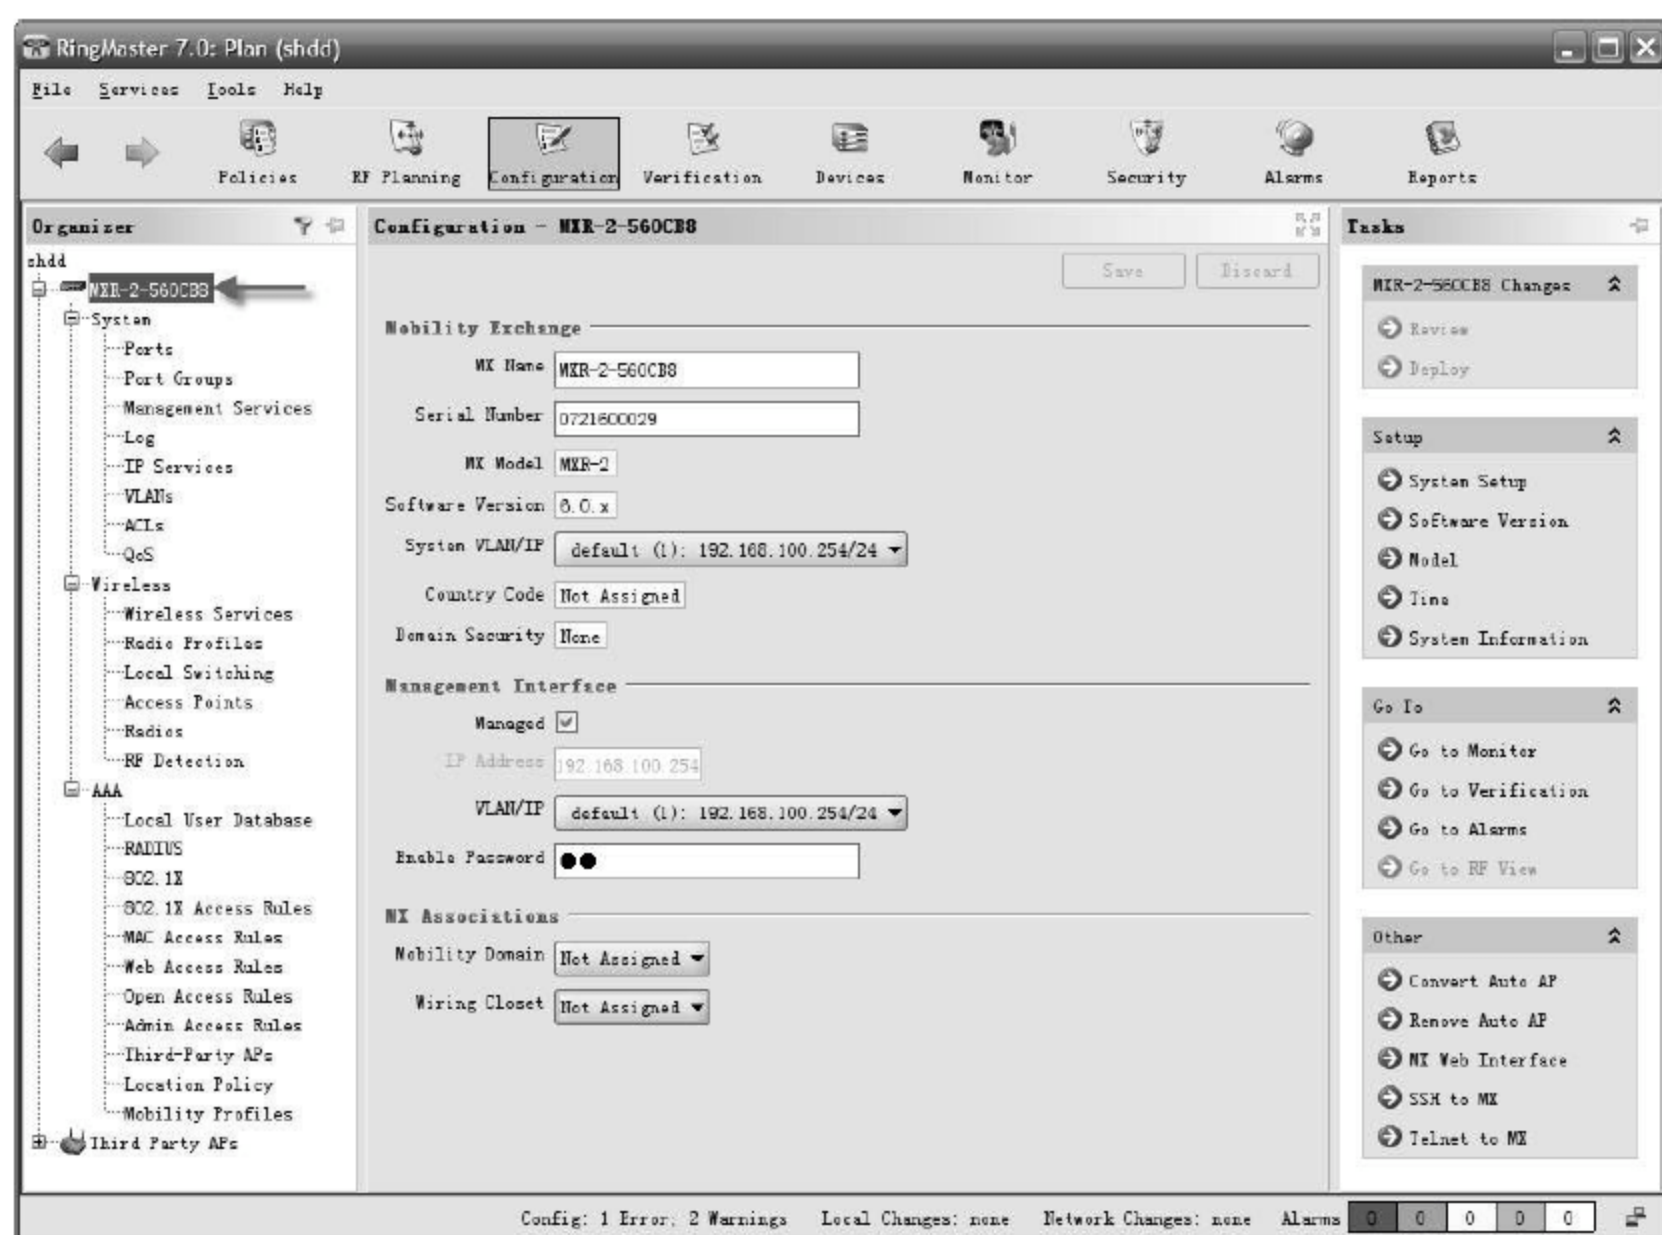 RingMaster 7.0: Plan (shdd)
File Services Tools Help
Policies RF Planning Configuration Verification Devices Monitor Security Alarms Reports
Organizer
shdd
MXR-2-560CB8
System
Ports
Port Groups
Management Services
Log
IP Services
VLANs
ACLs
QoS
Wireless
Wireless Services
Radio Profiles
Local Switching
Access Points
Radios
RF Detection
AAA
Local User Database
RADIUS
802.1X
802.1X Access Rules
MAC Access Rules
Web Access Rules
Open Access Rules
Admin Access Rules
Third-Party APs
Location Policy
Mobility Profiles
Third Party APs
Configuration - MXR-2-560CB8
Save Discard
Mobility Exchange
MX Name MXR-2-560CB8
Serial Number 0721600029
MX Model MXR-2
Software Version 6.0.x
System VLAN/IP default (1): 192.168.100.254/24
Country Code Not Assigned
Domain Security None
Management Interface
Managed
IP Address 192.168.100.254
VLAN/IP default (1): 192.168.100.254/24
Enable Password ●●
MX Associations
Mobility Domain Not Assigned
Wiring Closet Not Assigned
Tasks
MXR-2-560CB8 Changes
Review
Deploy
Setup
System Setup
Software Version
Model
Time
System Information
Go To
Go to Monitor
Go to Verification
Go to Alarms
Go to RF View
Other
Convert Auto AP
Remove Auto AP
MX Web Interface
SSH to MX
Telnet to MX
Config: 1 Error, 2 Warnings Local Changes: none Network Changes: none Alarms 0 0 0 0 0